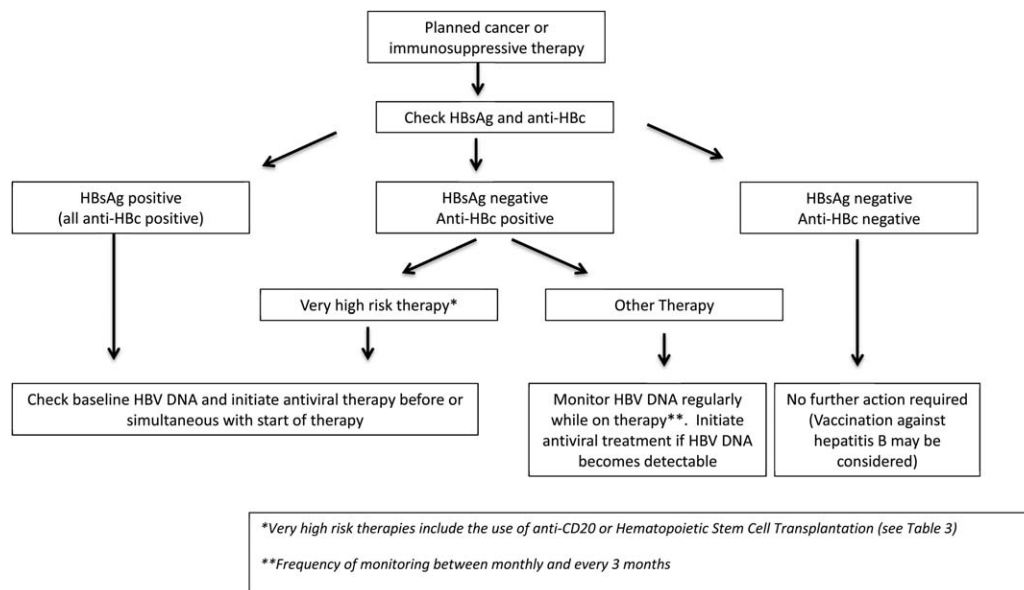 Planned cancer or
immunosuppressive therapy
Check HBsAg and anti-HBc
HBsAg positive
(all anti-HBc positive)
HBsAg negative
Anti-HBc positive
HBsAg negative
Anti-HBc negative
Very high risk therapy*
Other Therapy
Check baseline HBV DNA and initiate antiviral therapy before or
simultaneous with start of therapy
Monitor HBV DNA regularly
while on therapy**.  Initiate
antiviral treatment if HBV DNA
becomes detectable
No further action required
(Vaccination against
hepatitis B may be
considered)
*Very high risk therapies include the use of anti-CD20 or Hematopoietic Stem Cell Transplantation (see Table 3)
**Frequency of monitoring between monthly and every 3 months